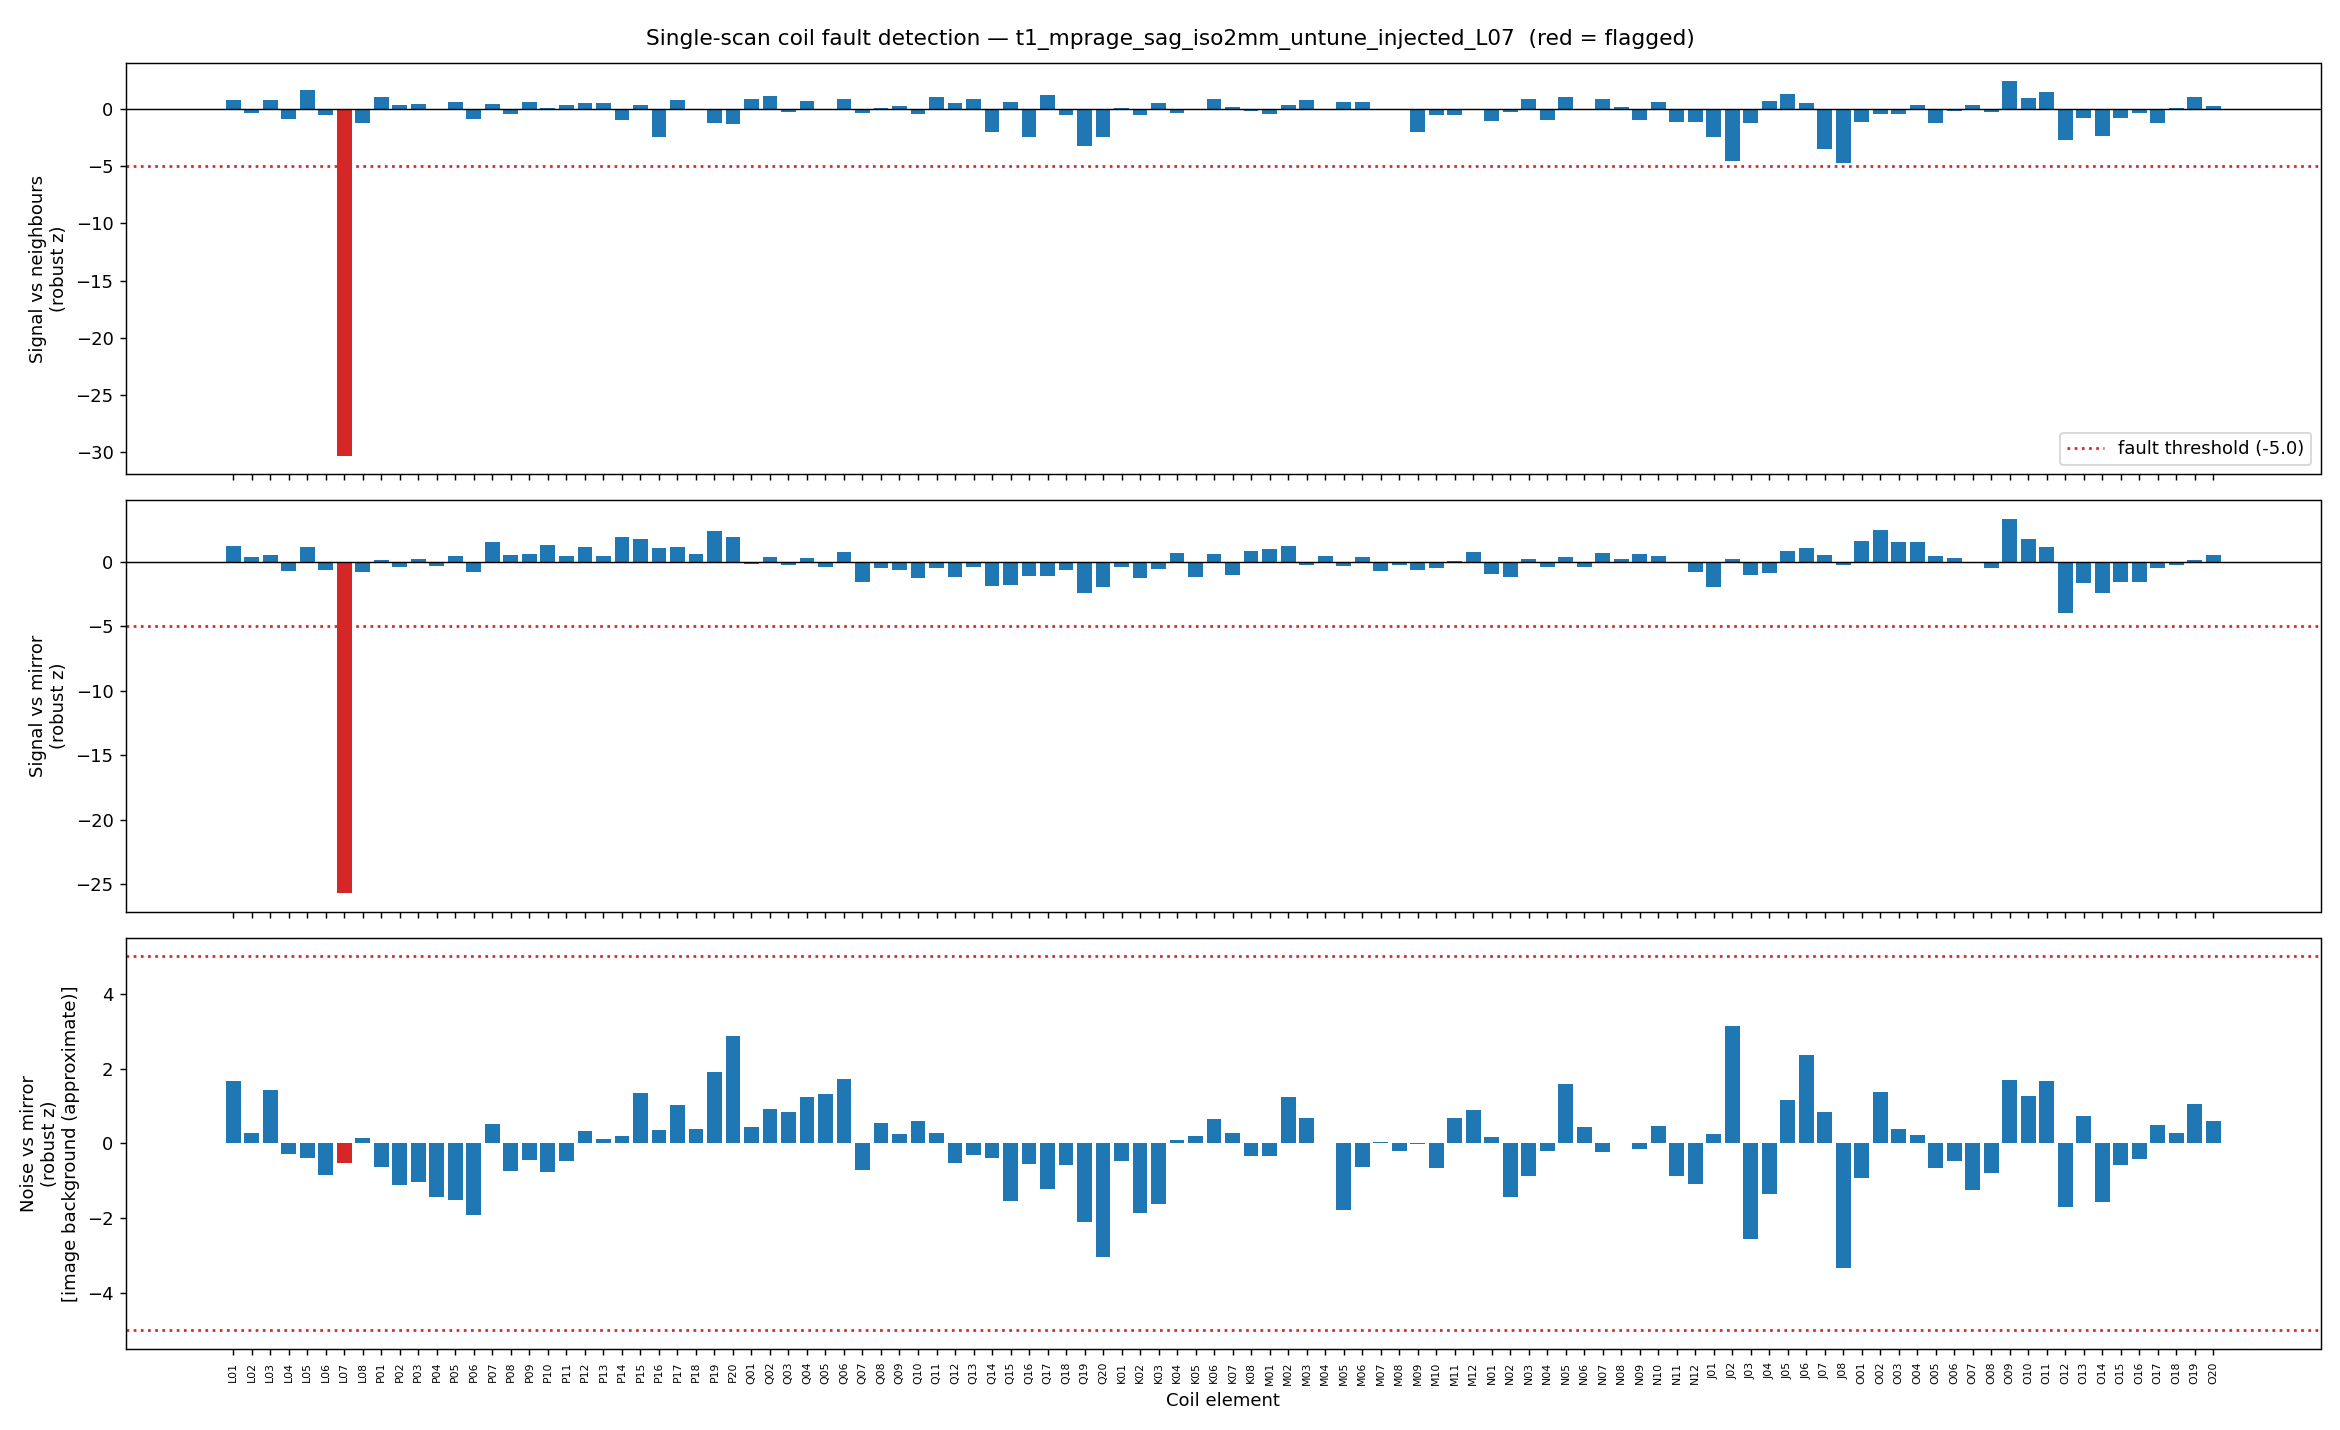 Single-scan coil fault detection — t1_mprage_sag_iso2mm_untune_injected_L07  (red = flagged)
Signal vs neighbours
(robust z)
0
−5
−10
−15
−20
−25
−30
fault threshold (-5.0)
Signal vs mirror
(robust z)
0
−5
−10
−15
−20
−25
Noise vs mirror
(robust z)
[image background (approximate)]
4
2
0
−2
−4
L01 L02 L03 L04 L05 L06 L07 L08 P01 P02 P03 P04 P05 P06 P07 P08 P09 P10 P11 P12 P13 P14 P15 P16 P17 P18 P19 P20 Q01 Q02 Q03 Q04 Q05 Q06 Q07 Q08 Q09 Q10 Q11 Q12 Q13 Q14 Q15 Q16 Q17 Q18 Q19 Q20 K01 K02 K03 K04 K05 K06 K07 K08 M01 M02 M03 M04 M05 M06 M07 M08 M09 M10 M11 M12 N01 N02 N03 N04 N05 N06 N07 N08 N09 N10 N11 N12 J01 J02 J03 J04 J05 J06 J07 J08 O01 O02 O03 O04 O05 O06 O07 O08 O09 O10 O11 O12 O13 O14 O15 O16 O17 O18 O19 O20
Coil element